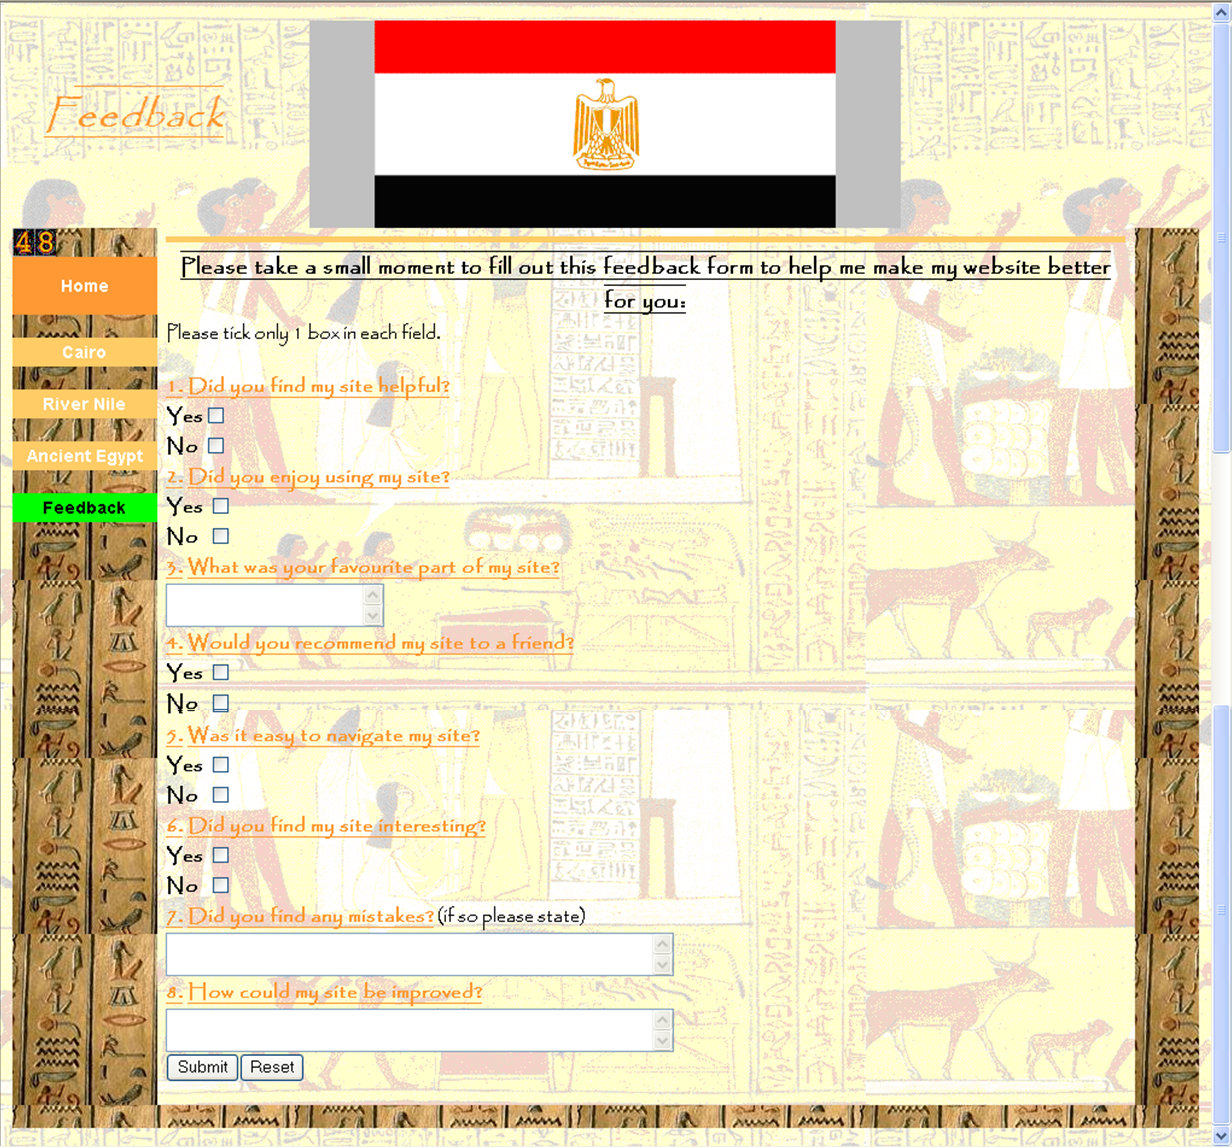 Feedback
48
Home
Cairo
River Nile
Ancient Egypt
Feedback
Please take a small moment to fill out this feedback form to help me make my website better
for you:
Please tick only 1 box in each field.
1. Did you find my site helpful?
Yes
No
2. Did you enjoy using my site?
Yes
No
3. What was your favourite part of my site?
4. Would you recommend my site to a friend?
Yes
No
5. Was it easy to navigate my site?
Yes
No
6. Did you find my site interesting?
Yes
No
7. Did you find any mistakes? (if so please state)
8. How could my site be improved?
Submit Reset